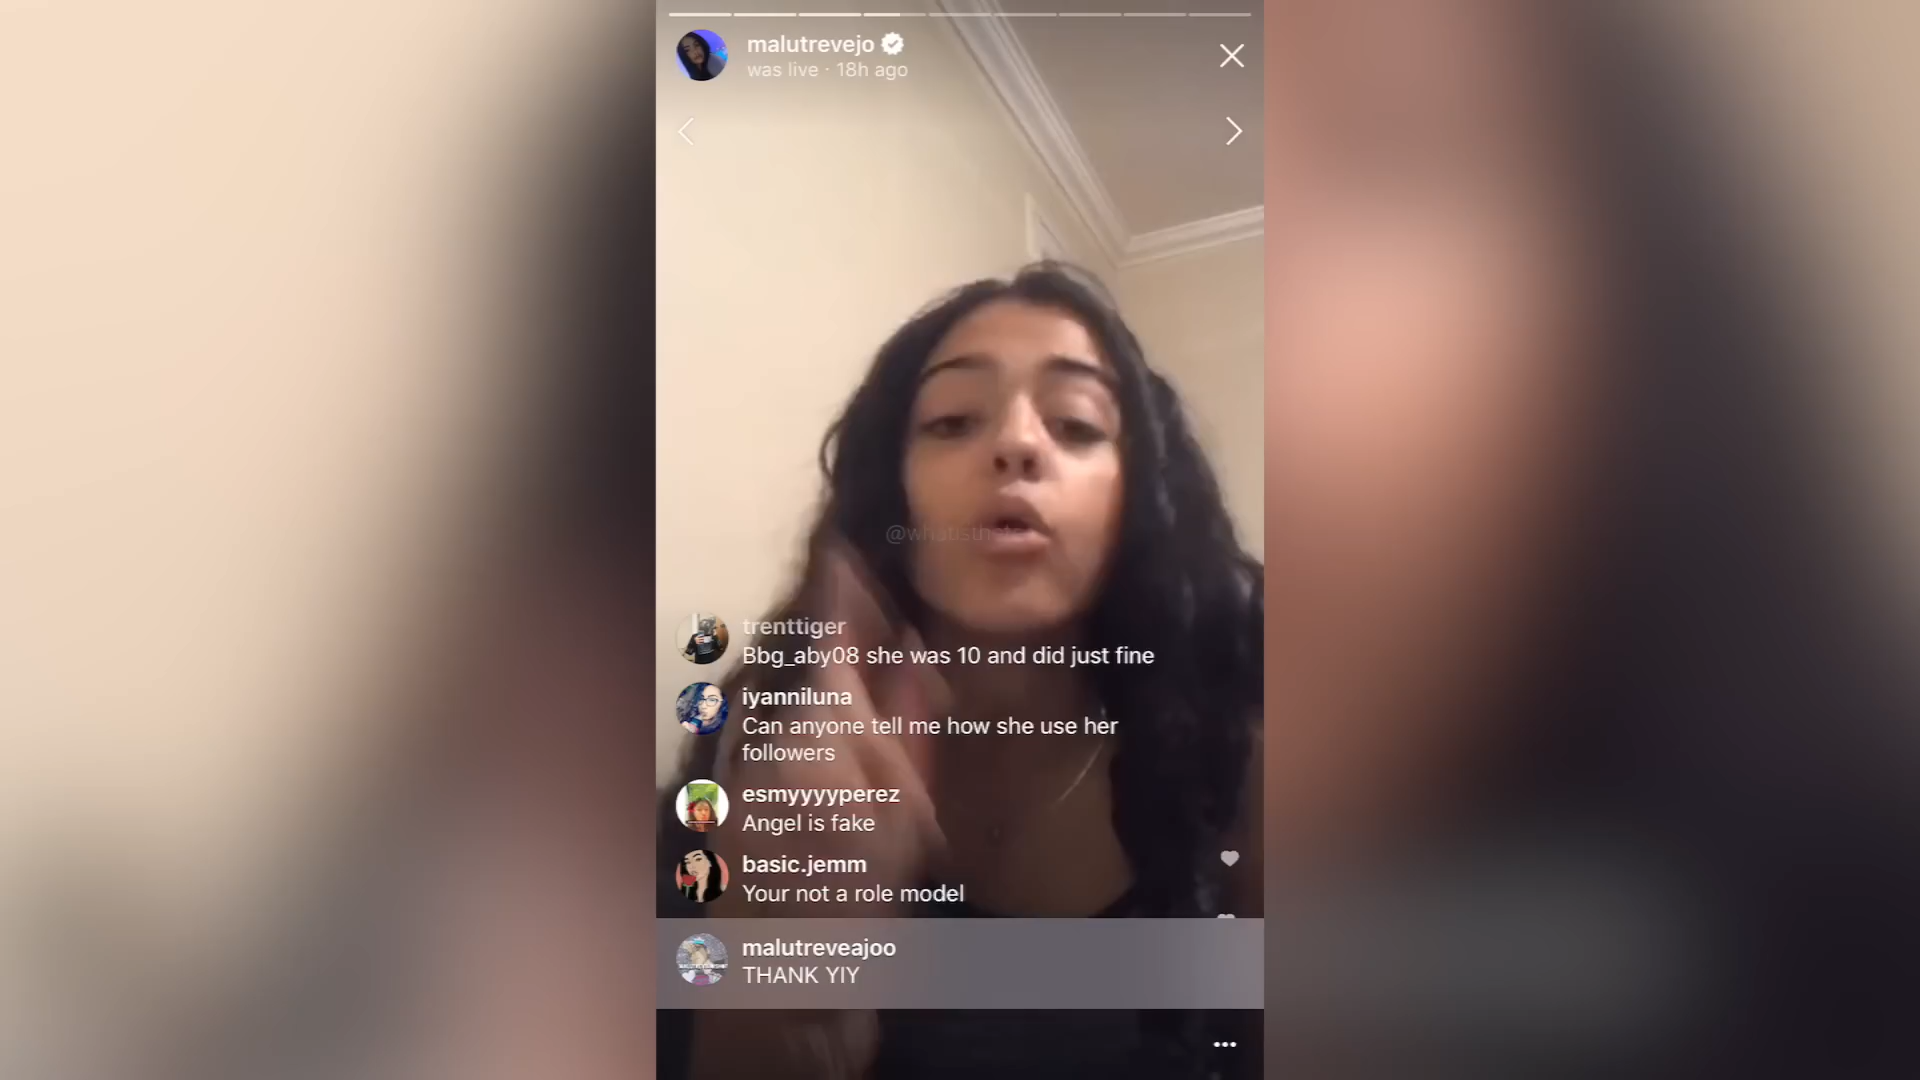 malutrevejo
was live · 18h ago
trenttiger
Bbg_aby08 she was 10 and did just fine
iyanniluna
Can anyone tell me how she use her
followers
esmyyyyperez
Angel is fake
basic.jemm
Your not a role model
malutreveajoo
THANK YIY